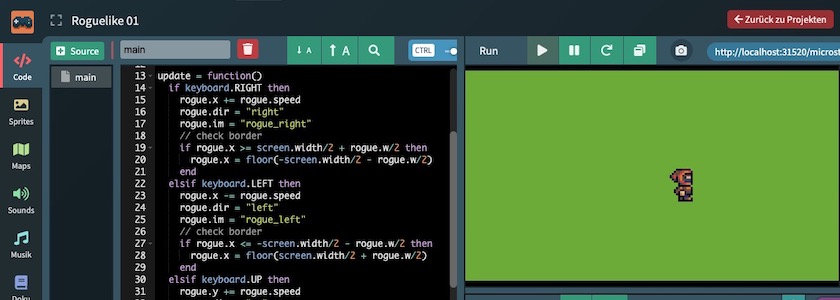 Roguelike 01
Zurück zu Projekten
Source
main
CTRL
Run
http://localhost:31520/micros
Code
main
Sprites
Maps
Sounds
Musik
Doku
12
13 update = function()
14 if keyboard.RIGHT then
15 rogue.x += rogue.speed
16 rogue.dir = "right"
17 rogue.im = "rogue_right"
18 // check border
19 if rogue.x >= screen.width/2 + rogue.w/2 then
20 rogue.x = floor(-screen.width/2 - rogue.w/2)
21 end
22 elsif keyboard.LEFT then
23 rogue.x -= rogue.speed
24 rogue.dir = "left"
25 rogue.im = "rogue_left"
26 // check border
27 if rogue.x <= -screen.width/2 - rogue.w/2 then
28 rogue.x = floor(screen.width/2 + rogue.w/2)
29 end
30 elsif keyboard.UP then
31 rogue.y += rogue.speed